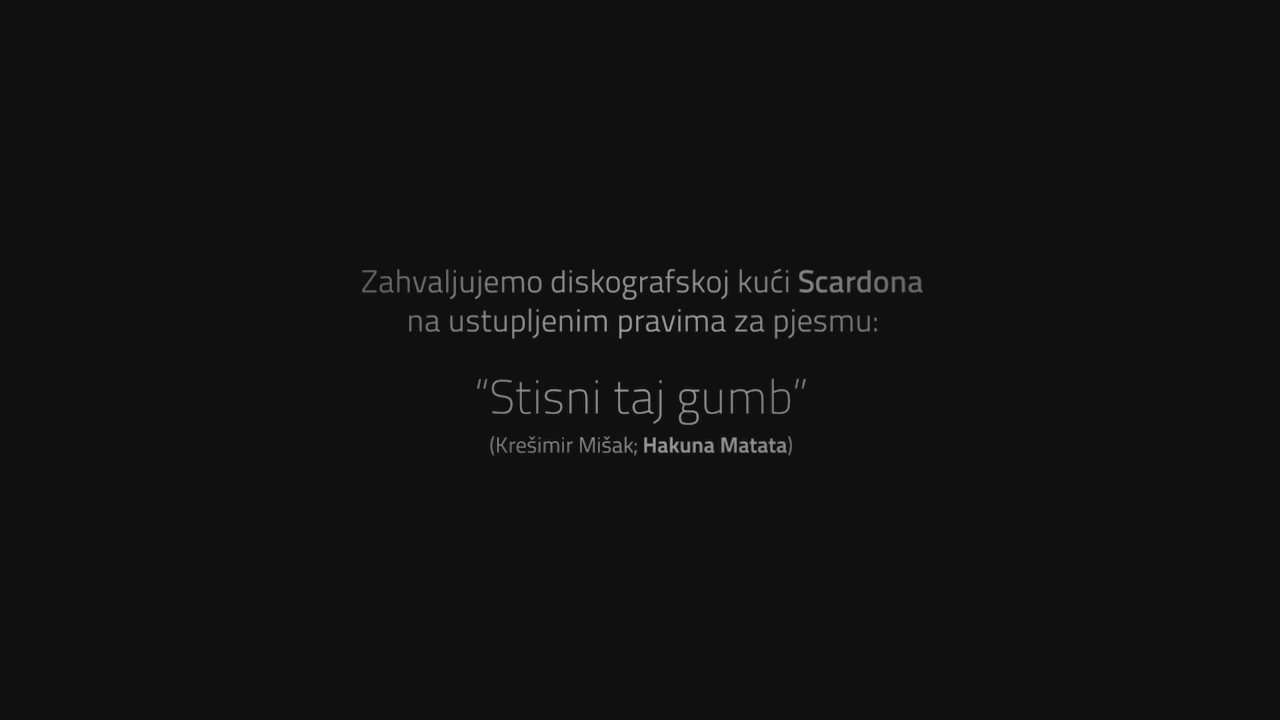 Zahvaljujemo diskografskoj kući Scardona
na ustupljenim pravima za pjesmu:
“Stisni taj gumb”
(Krešimir Mišak; Hakuna Matata)